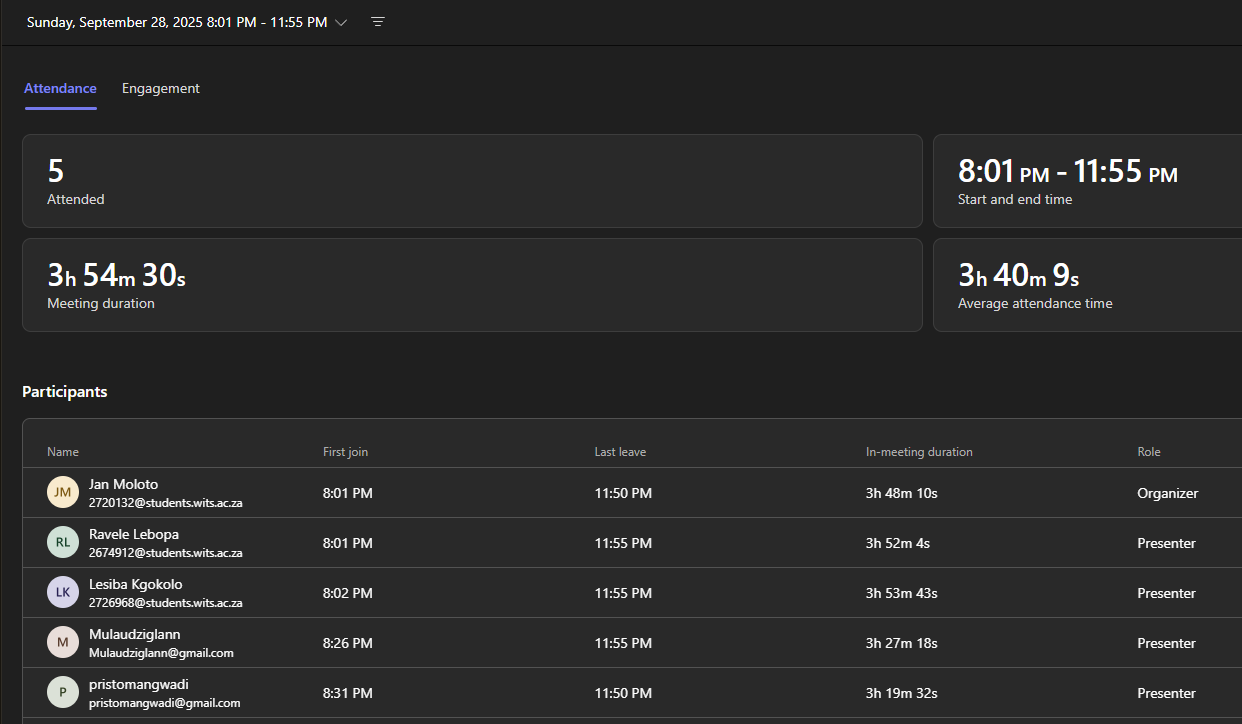 Sunday, September 28, 2025 8:01 PM - 11:55 PM
Attendance Engagement
5
Attended
8:01 PM - 11:55 PM
Start and end time
3h 54m 30s
Meeting duration
3h 40m 9s
Average attendance time
Participants
Name First join Last leave In-meeting duration Role
JM Jan Moloto 8:01 PM 11:50 PM 3h 48m 10s Organizer
2720132@students.wits.ac.za
RL Ravele Lebopa 8:01 PM 11:55 PM 3h 52m 4s Presenter
2674912@students.wits.ac.za
LK Lesiba Kgokolo 8:02 PM 11:55 PM 3h 53m 43s Presenter
2726968@students.wits.ac.za
M Mulaudziglann 8:26 PM 11:55 PM 3h 27m 18s Presenter
Mulaudziglann@gmail.com
P pristomangwadi 8:31 PM 11:50 PM 3h 19m 32s Presenter
pristomangwadi@gmail.com